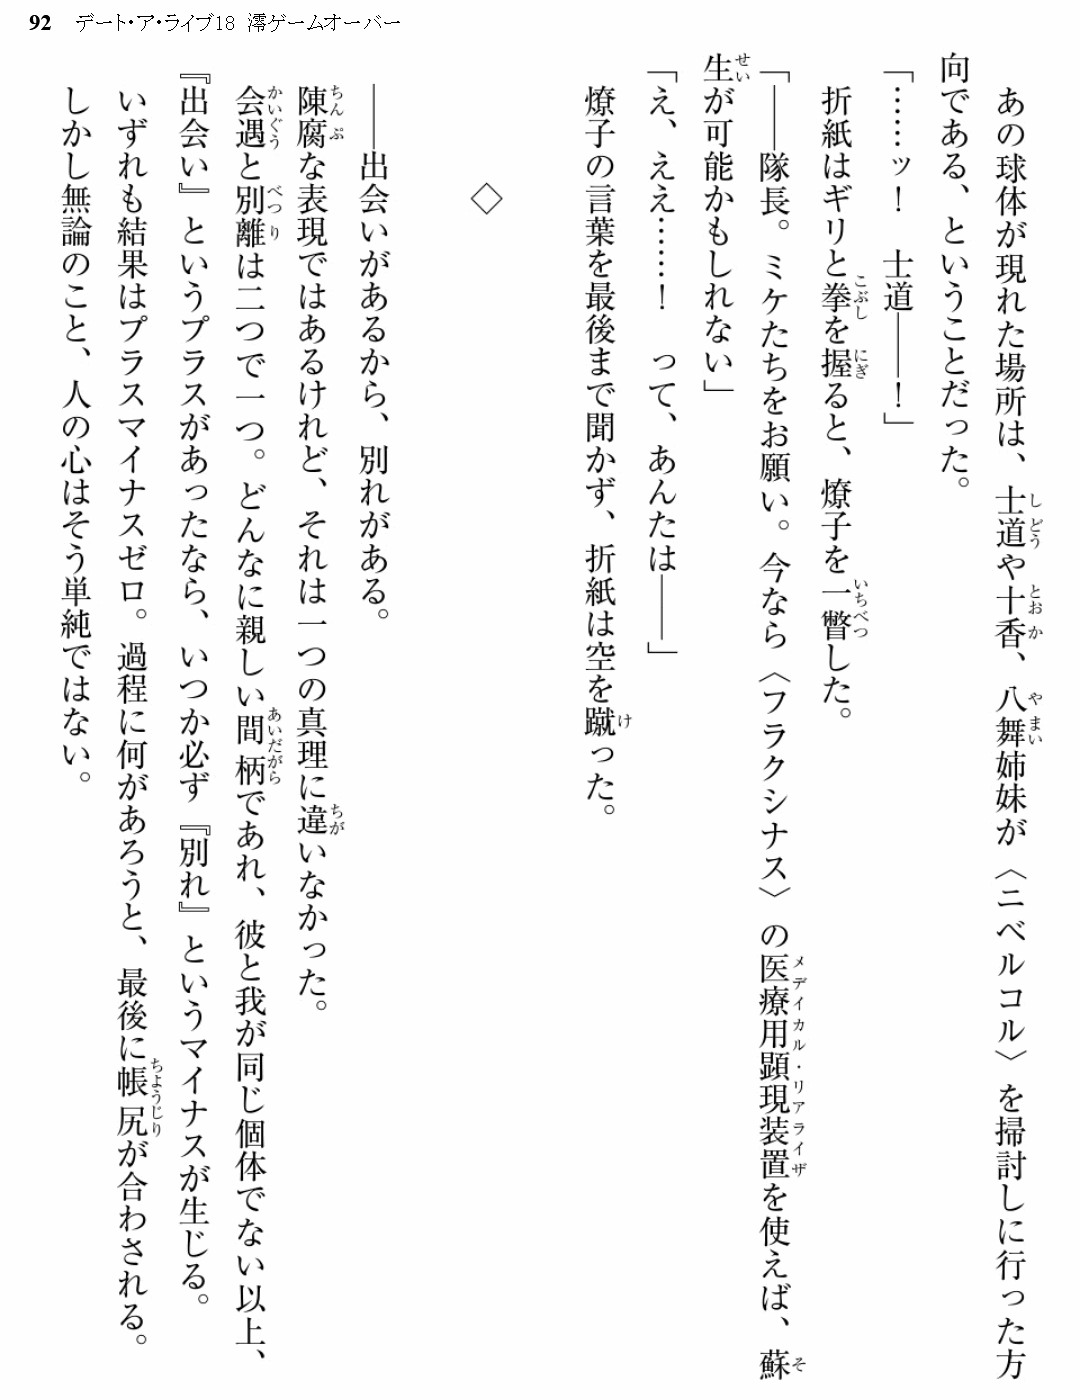 92 デート・ア・ライブ18 澪ゲームオーバー
あの球体が現れた場所は、士道や十香、八舞姉妹が〈ニベルコル〉を掃討しに行った方
向である、ということだった。
「……ッ！ 士道――！」
折紙はギリと拳を握ると、燎子を一瞥した。
「――隊長。ミケたちをお願い。今なら〈フラクシナス〉の医療用顕現装置を使えば、蘇
生が可能かもしれない」
「え、ええ……！ って、あんたは――」
燎子の言葉を最後まで聞かず、折紙は空を蹴った。
◇
――出会いがあるから、別れがある。
陳腐な表現ではあるけれど、それは一つの真理に違いなかった。
会遇と別離は二つで一つ。どんなに親しい間柄であれ、彼と我が同じ個体でない以上、
『出会い』というプラスがあったなら、いつか必ず『別れ』というマイナスが生じる。
いずれも結果はプラスマイナスゼロ。過程に何があろうと、最後に帳尻が合わされる。
しかし無論のこと、人の心はそう単純ではない。